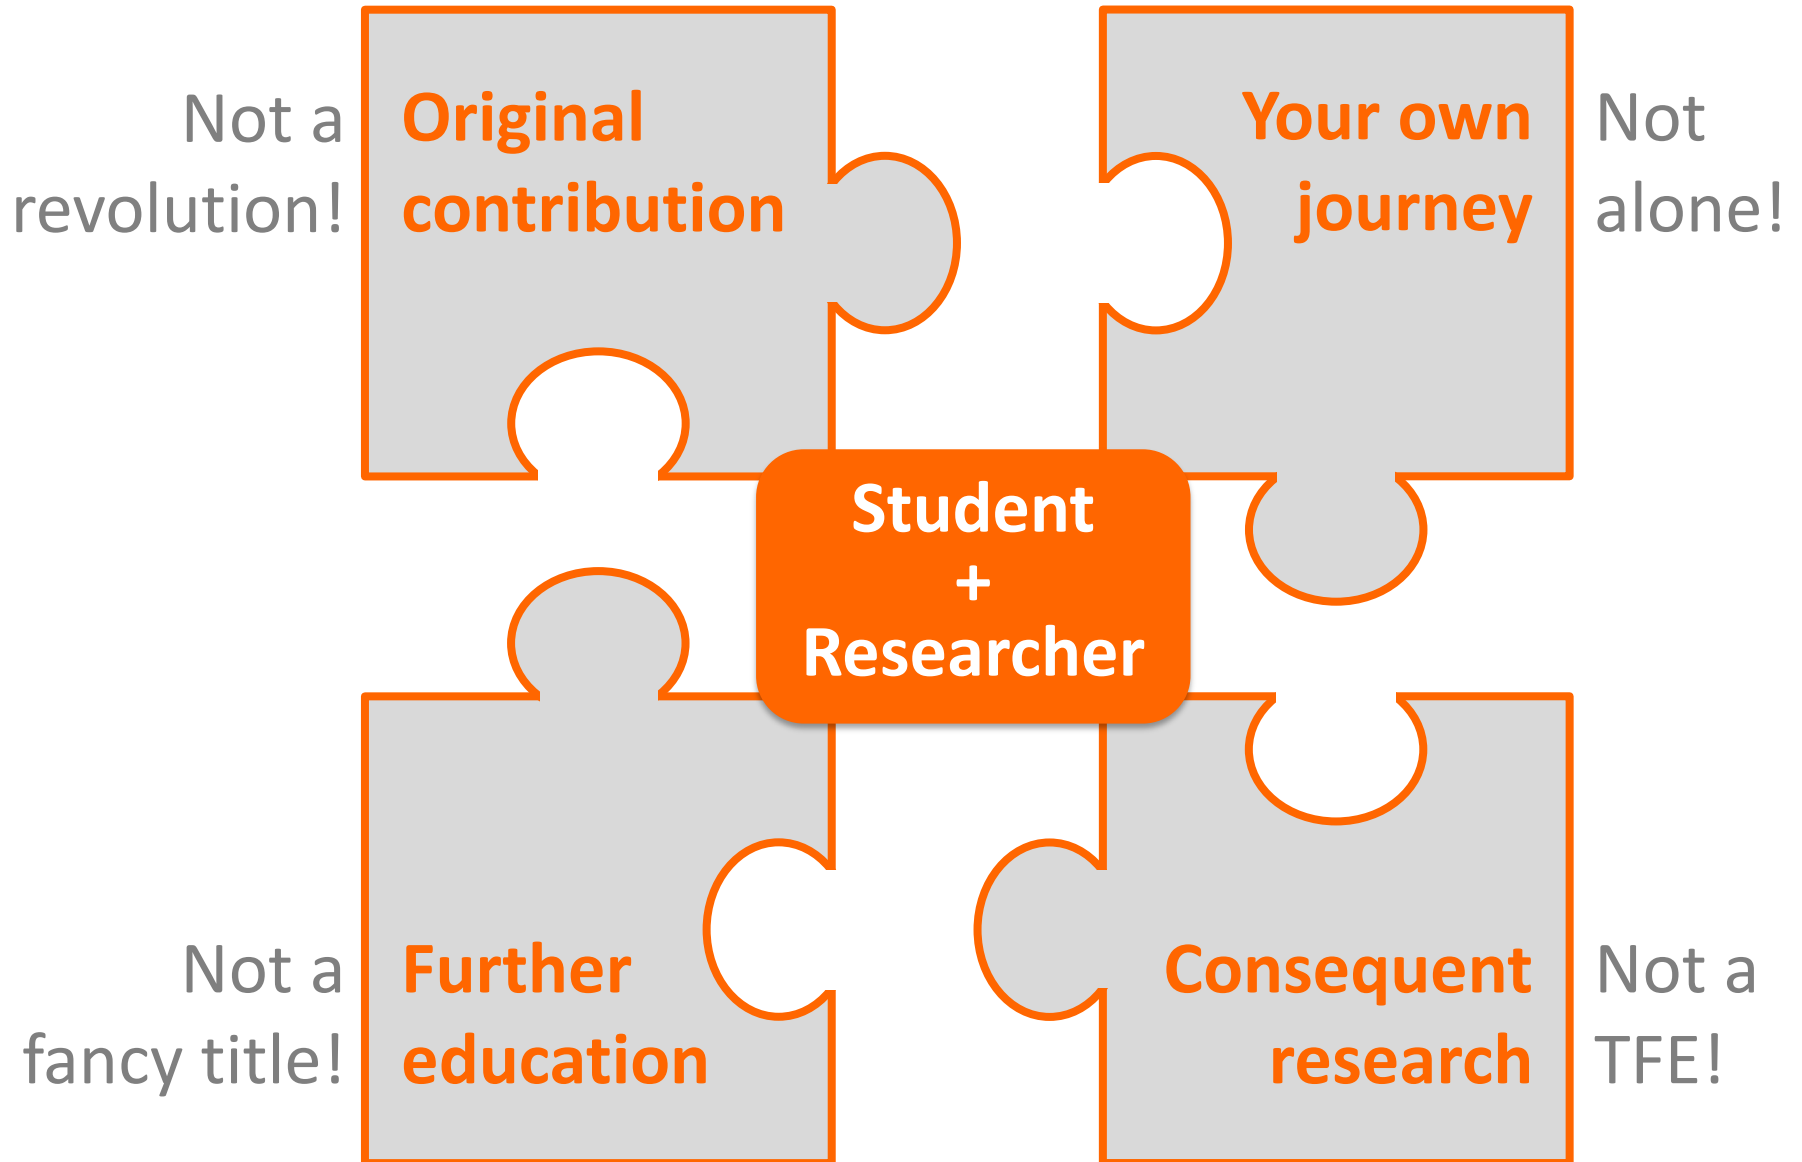 Not a
revolution!
Original
contribution
Your own
journey
Not
alone!
Student
+
Researcher
Not a
fancy title!
Further
education
Consequent
research
Not a
TFE!